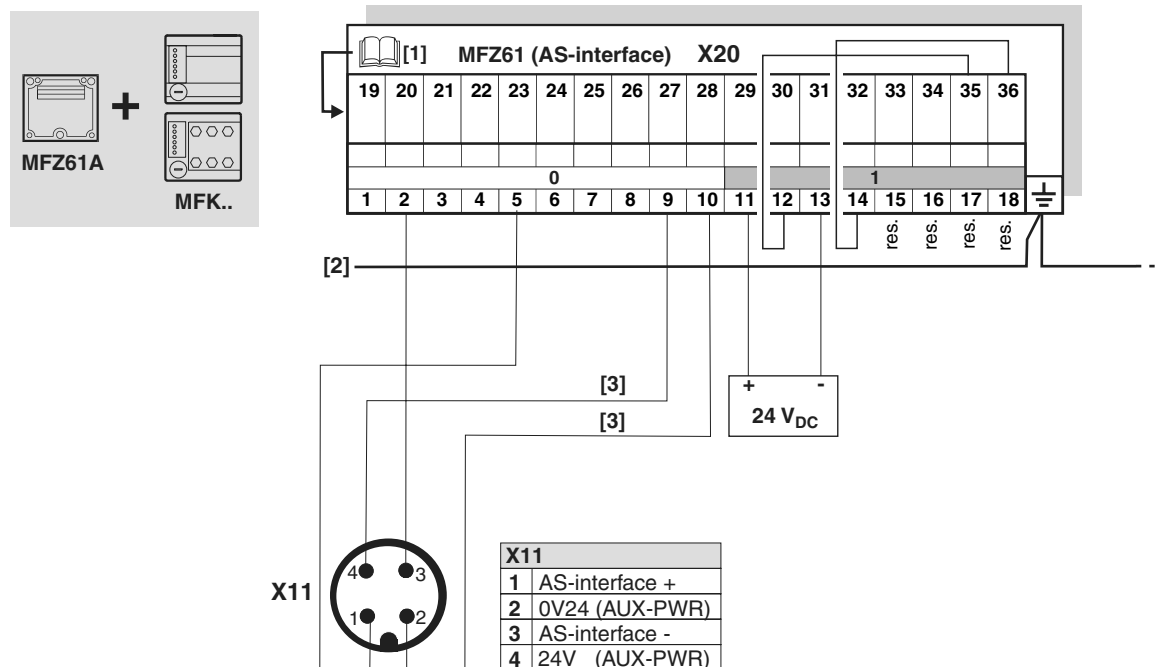 MFZ61A
+
MFK..
[1] MFZ61 (AS-interface) X20
19 20 21 22 23 24 25 26 27 28 29 30 31 32 33 34 35 36
0 1
1 2 3 4 5 6 7 8 9 10 11 12 13 14 15 16 17 18
res. res. res. res.
[2]
[3]
[3]
+ -
24 VDC
X11
4 3
1 2
X11
1 AS-interface +
2 0V24 (AUX-PWR)
3 AS-interface -
4 24V (AUX-PWR)